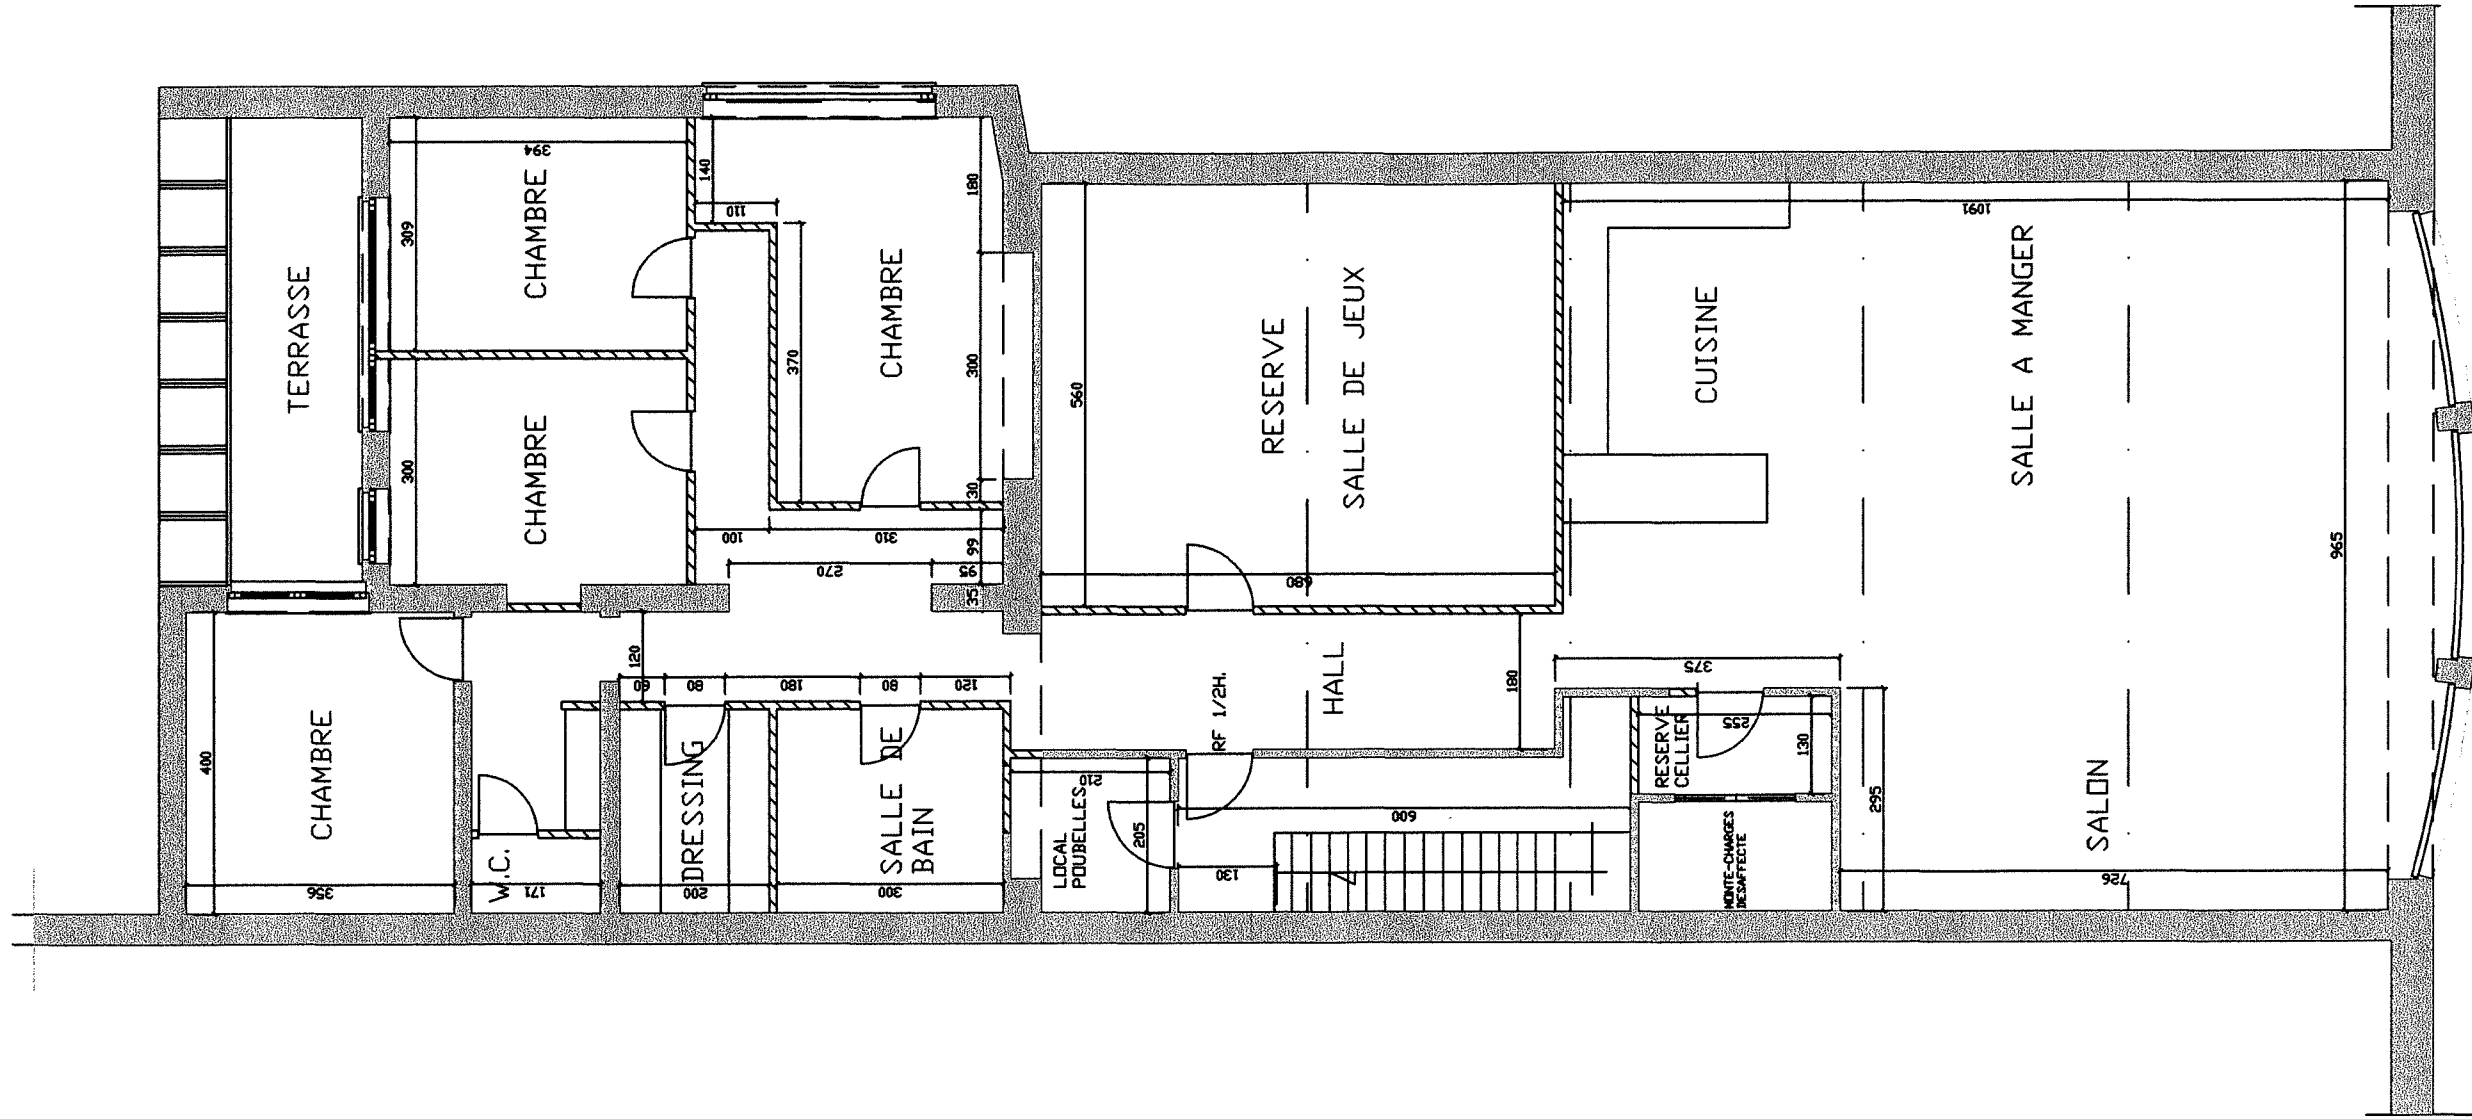 TERRASSE
394
CHAMBRE
309
CHAMBRE
300
140
110
370
180
CHAMBRE
300
30
100
310
99
270
95
35
CHAMBRE
400
356
W.C.
171
120
60
80
180
80
120
DRESSING
200
SALLE DE
BAIN
300
560
RESERVE
SALLE DE JEUX
680
HALL
180
RF 1/2H.
LOCAL
POUBELLES
210
205
600
130
375
RESERVE
CELLIER
255
130
MONTE-CHARGES
DESAFFECTE
295
CUISINE
1091
SALLE A MANGER
965
SALON
726